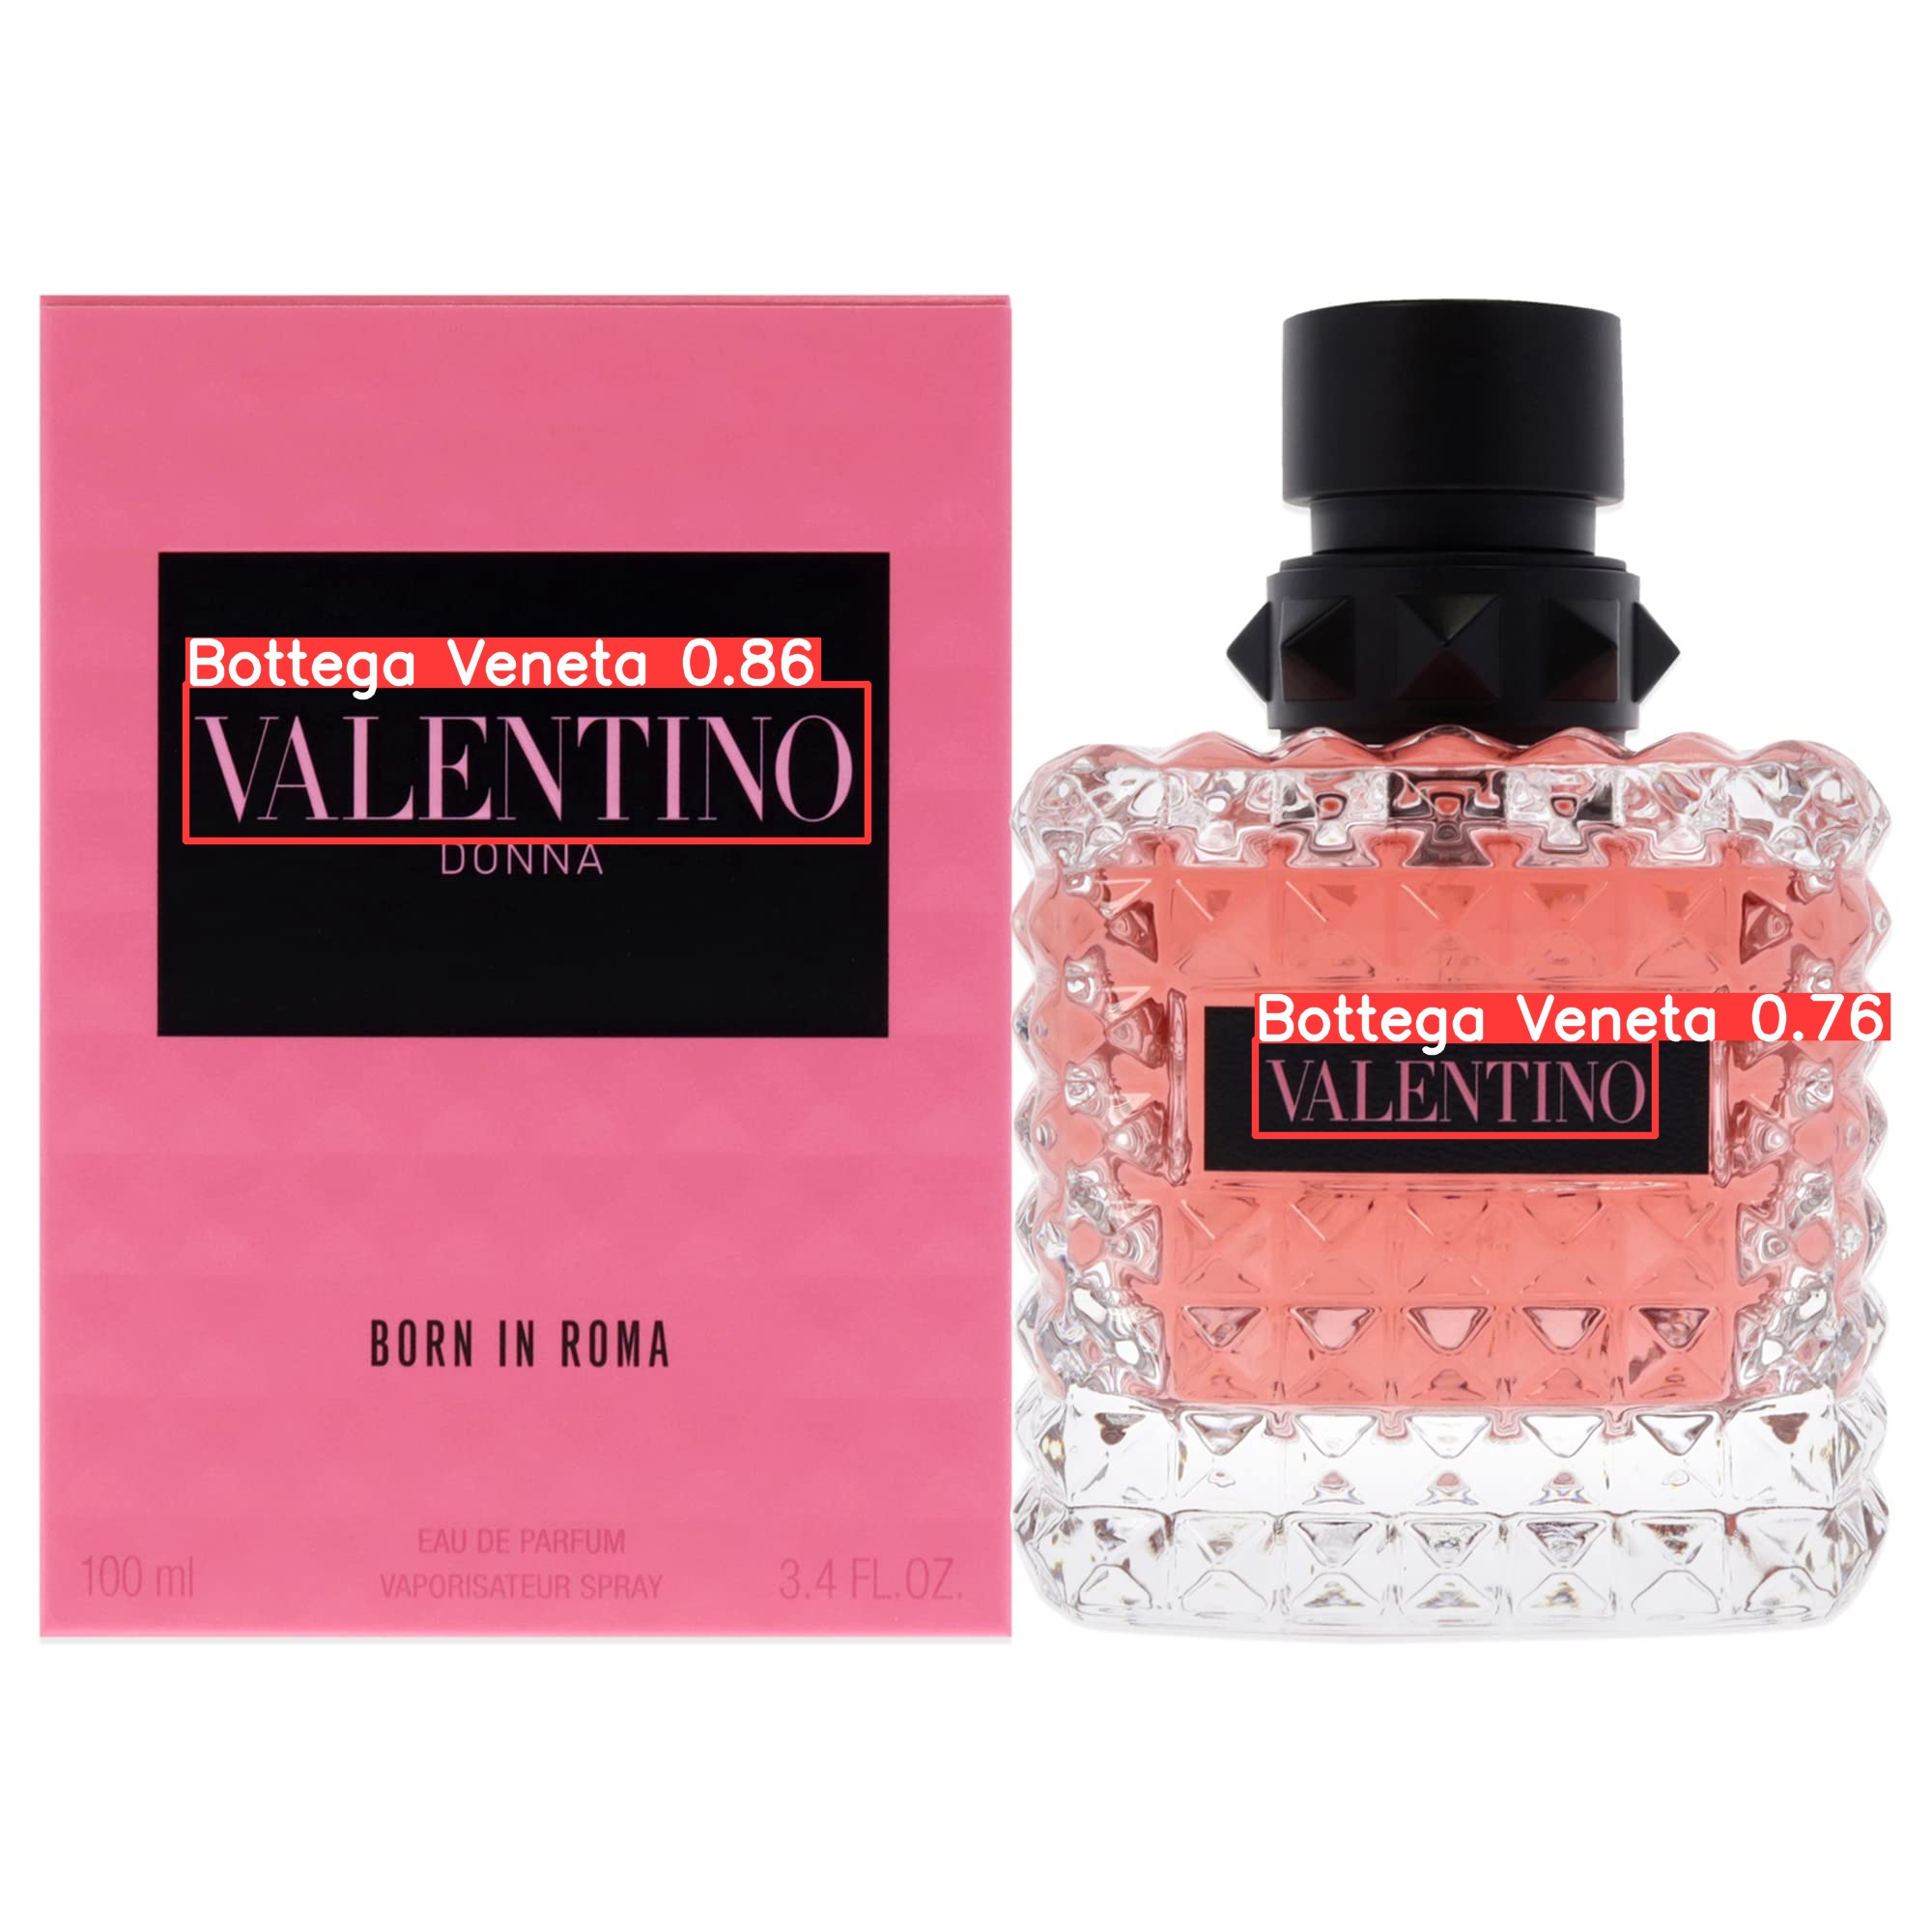 Bottega Veneta 0.86
VALENTINO
DONNA
BORN IN ROMA
EAU DE PARFUM
VAPORISATEUR SPRAY
100 ml
3.4 FL.OZ.
Bottega Veneta 0.76
VALENTINO